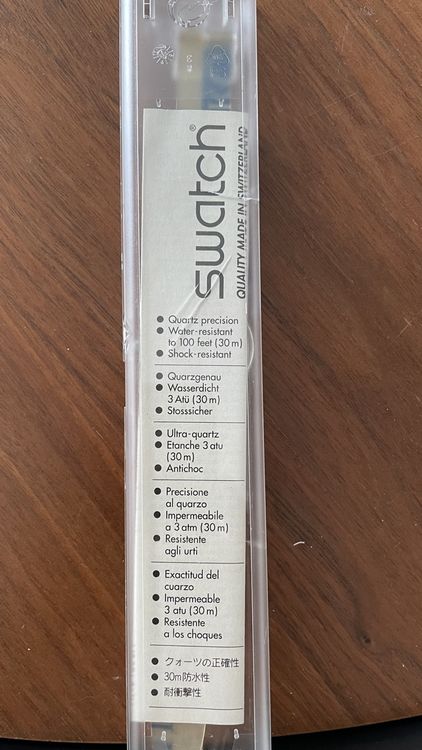 swatch®
QUALITY MADE IN SWITZERLAND
● Quartz precision
● Water-resistant
to 100 feet (30 m)
● Shock-resistant
● Quarzgenau
● Wasserdicht
3 Atü (30 m)
● Stosssicher
● Ultra-quartz
● Etanche 3 atu
(30 m)
● Antichoc
● Precisione
al quarzo
● Impermeabile
a 3 atm (30 m)
● Resistente
agli urti
● Exactitud del
cuarzo
● Impermeable
3 atu (30 m)
● Resistente
a los choques
● クォーツの正確性
● 30m防水性
● 耐衝撃性